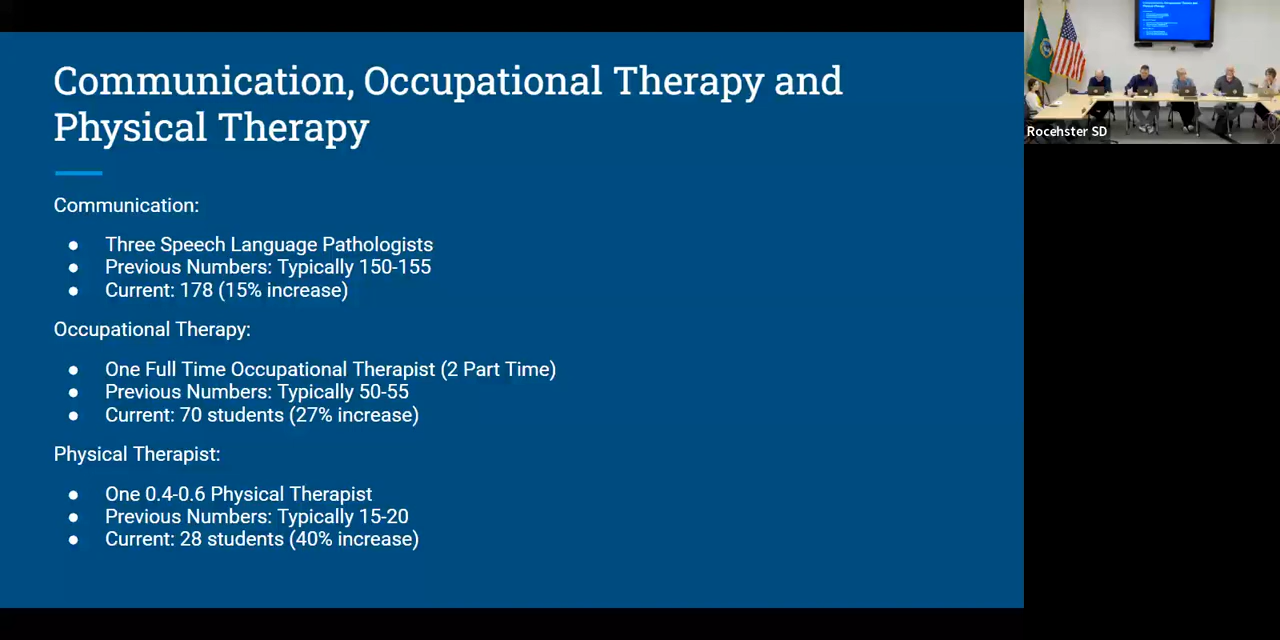 Communication, Occupational Therapy and
Physical Therapy
Communication:
● Three Speech Language Pathologists
● Previous Numbers: Typically 150-155
● Current: 178 (15% increase)
Occupational Therapy:
● One Full Time Occupational Therapist (2 Part Time)
● Previous Numbers: Typically 50-55
● Current: 70 students (27% increase)
Physical Therapist:
● One 0.4-0.6 Physical Therapist
● Previous Numbers: Typically 15-20
● Current: 28 students (40% increase)
Rocehster SD